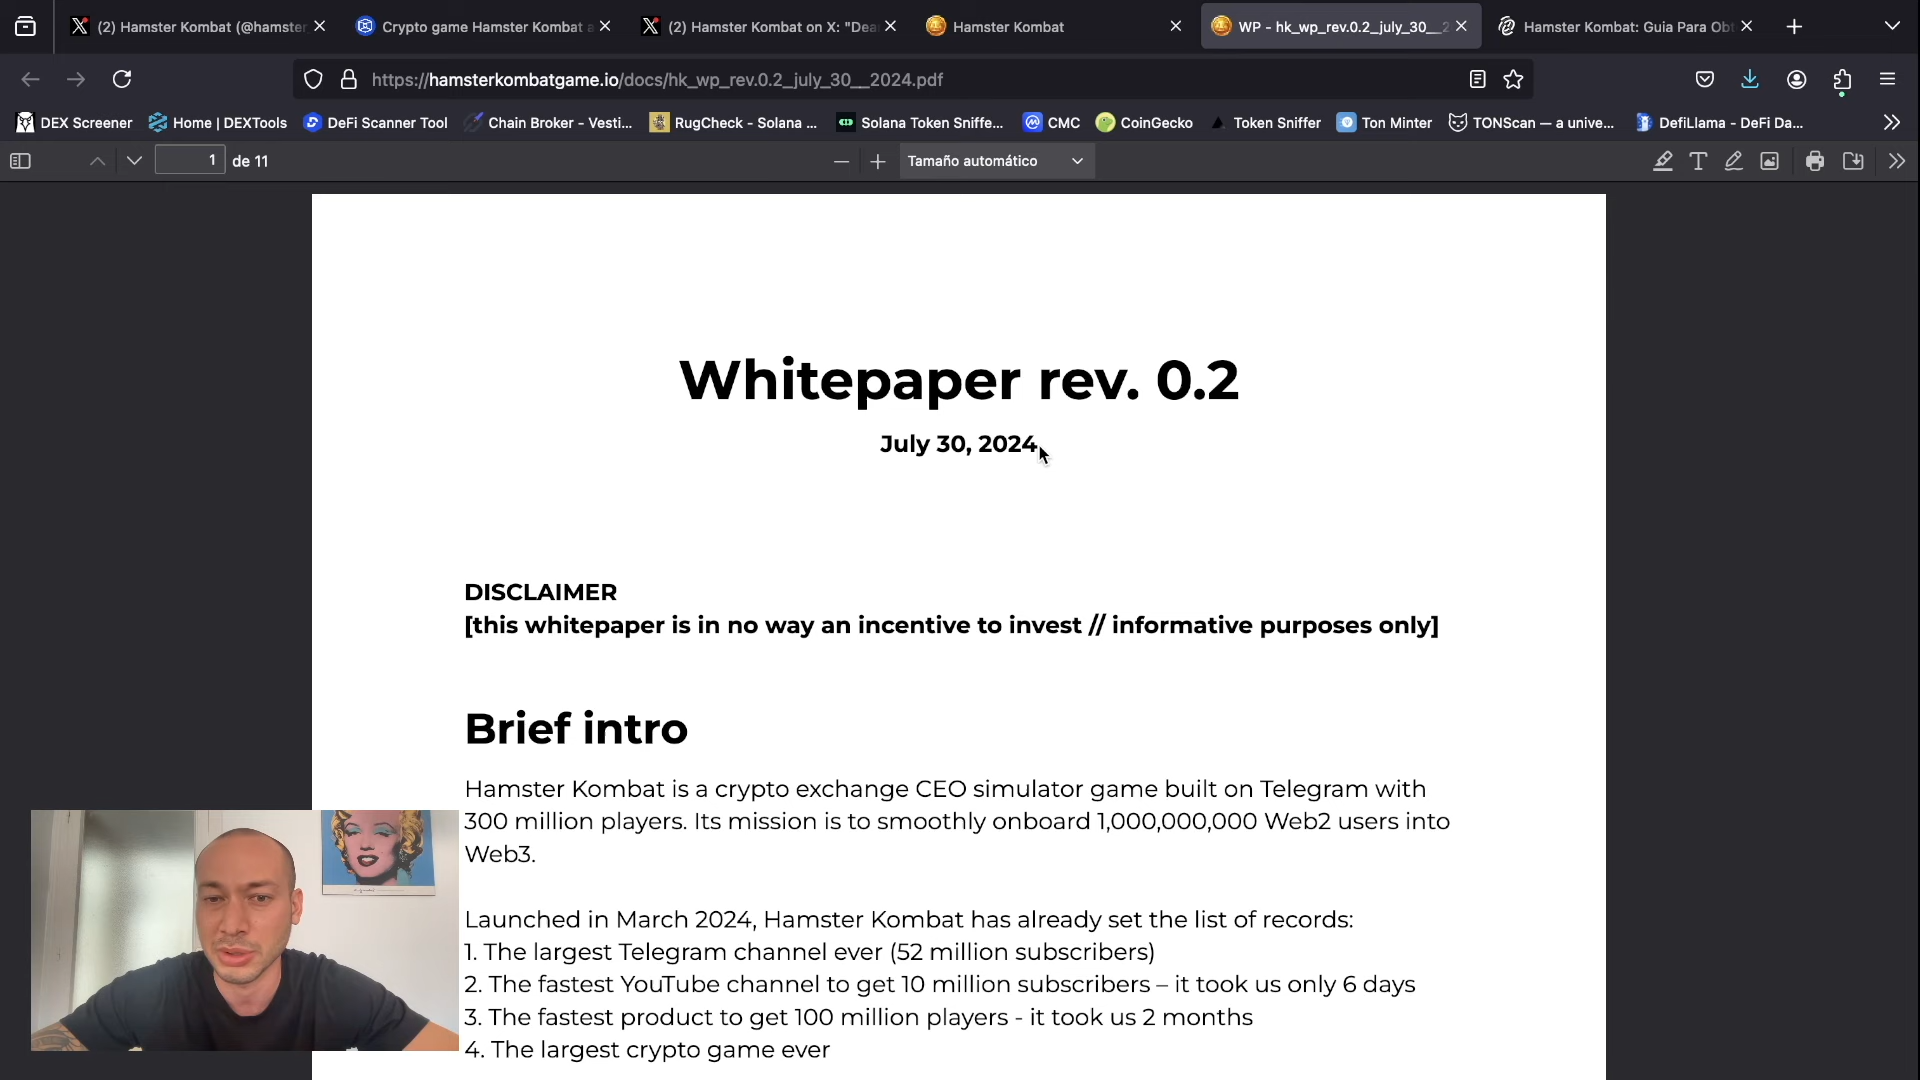 (2) Hamster Kombat (@hamster
Crypto game Hamster Kombat a
(2) Hamster Kombat on X: "Dea
Hamster Kombat
WP - hk_wp_rev.0.2_july_30__2
Hamster Kombat: Guia Para Obt
https://hamsterkombatgame.io/docs/hk_wp_rev.0.2_july_30__2024.pdf
DEX Screener
Home | DEXTools
DeFi Scanner Tool
Chain Broker - Vesti...
RugCheck - Solana ...
Solana Token Sniffe...
CMC
CoinGecko
Token Sniffer
Ton Minter
TONScan — a unive...
DefiLlama - DeFi Da...
1 de 11
Tamaño automático
Whitepaper rev. 0.2
July 30, 2024
DISCLAIMER
[this whitepaper is in no way an incentive to invest // informative purposes only]
Brief intro
Hamster Kombat is a crypto exchange CEO simulator game built on Telegram with
300 million players. Its mission is to smoothly onboard 1,000,000,000 Web2 users into
Web3.
Launched in March 2024, Hamster Kombat has already set the list of records:
1. The largest Telegram channel ever (52 million subscribers)
2. The fastest YouTube channel to get 10 million subscribers – it took us only 6 days
3. The fastest product to get 100 million players - it took us 2 months
4. The largest crypto game ever